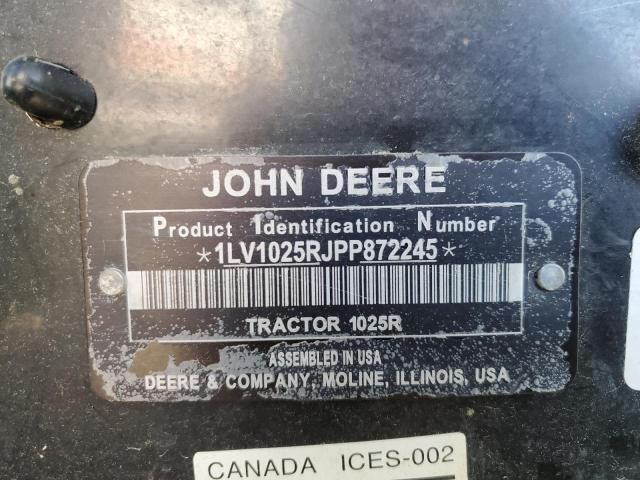 JOHN DEERE
Product Identification Number
*1LV1025RJPP872245*
TRACTOR 1025R
ASSEMBLED IN USA
DEERE & COMPANY, MOLINE, ILLINOIS, USA
CANADA ICES-002